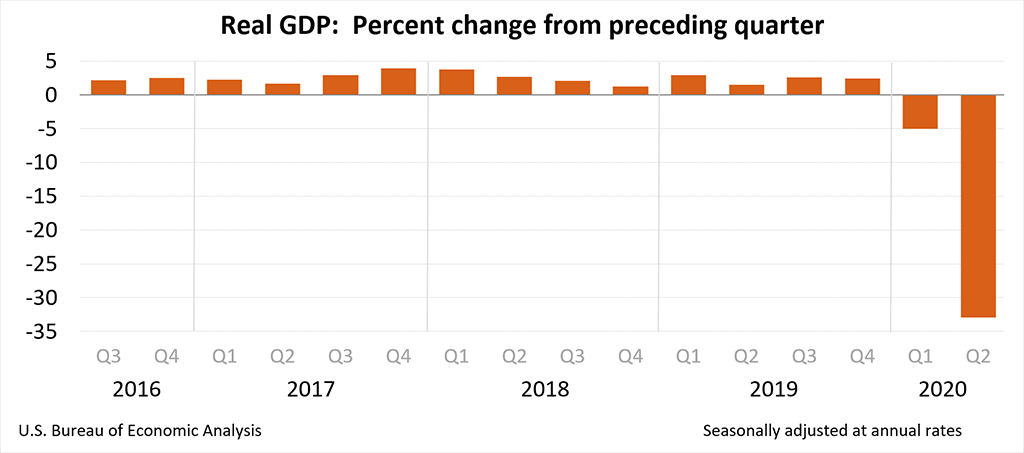 Real GDP:  Percent change from preceding quarter
5
0
-5
-10
-15
-20
-25
-30
-35
Q3 Q4 Q1 Q2 Q3 Q4 Q1 Q2 Q3 Q4 Q1 Q2 Q3 Q4 Q1 Q2
2016 2017 2018 2019 2020
U.S. Bureau of Economic Analysis Seasonally adjusted at annual rates